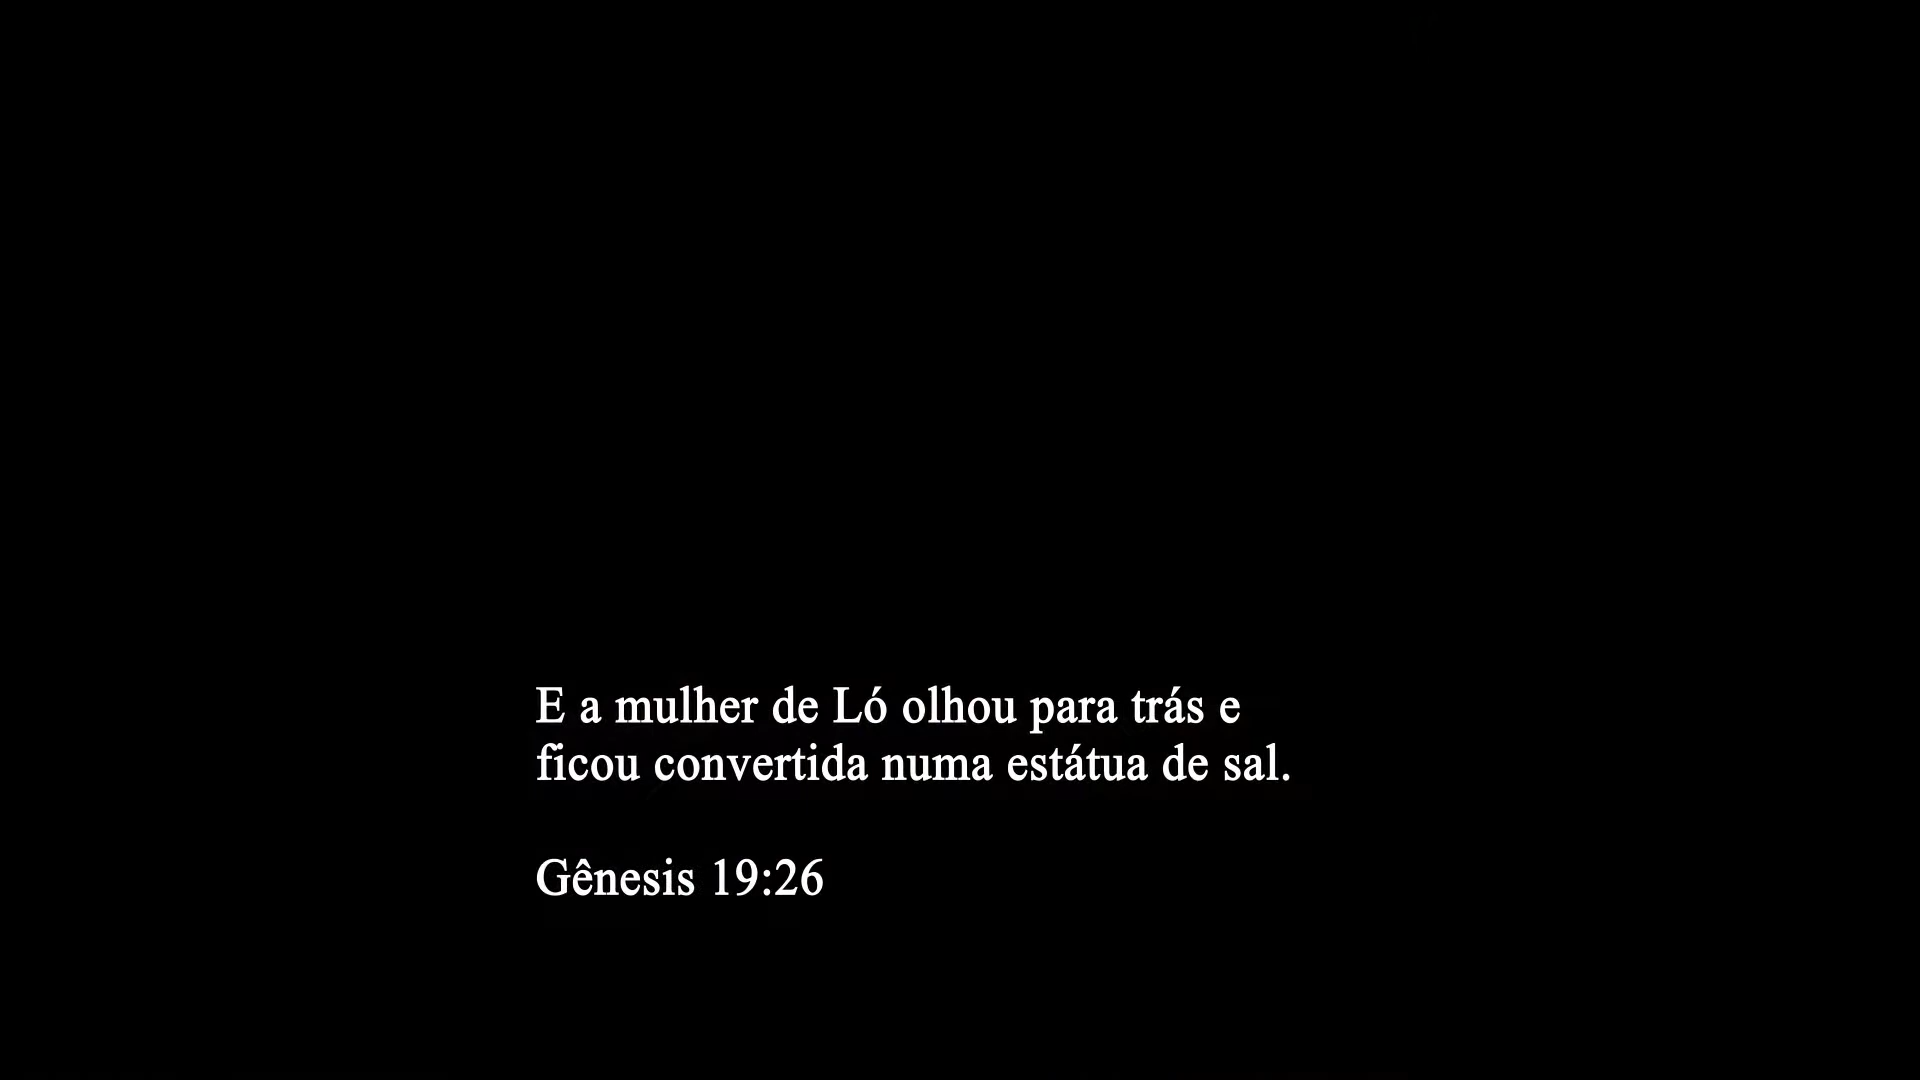 E a mulher de Ló olhou para trás e
ficou convertida numa estátua de sal.
Gênesis 19:26